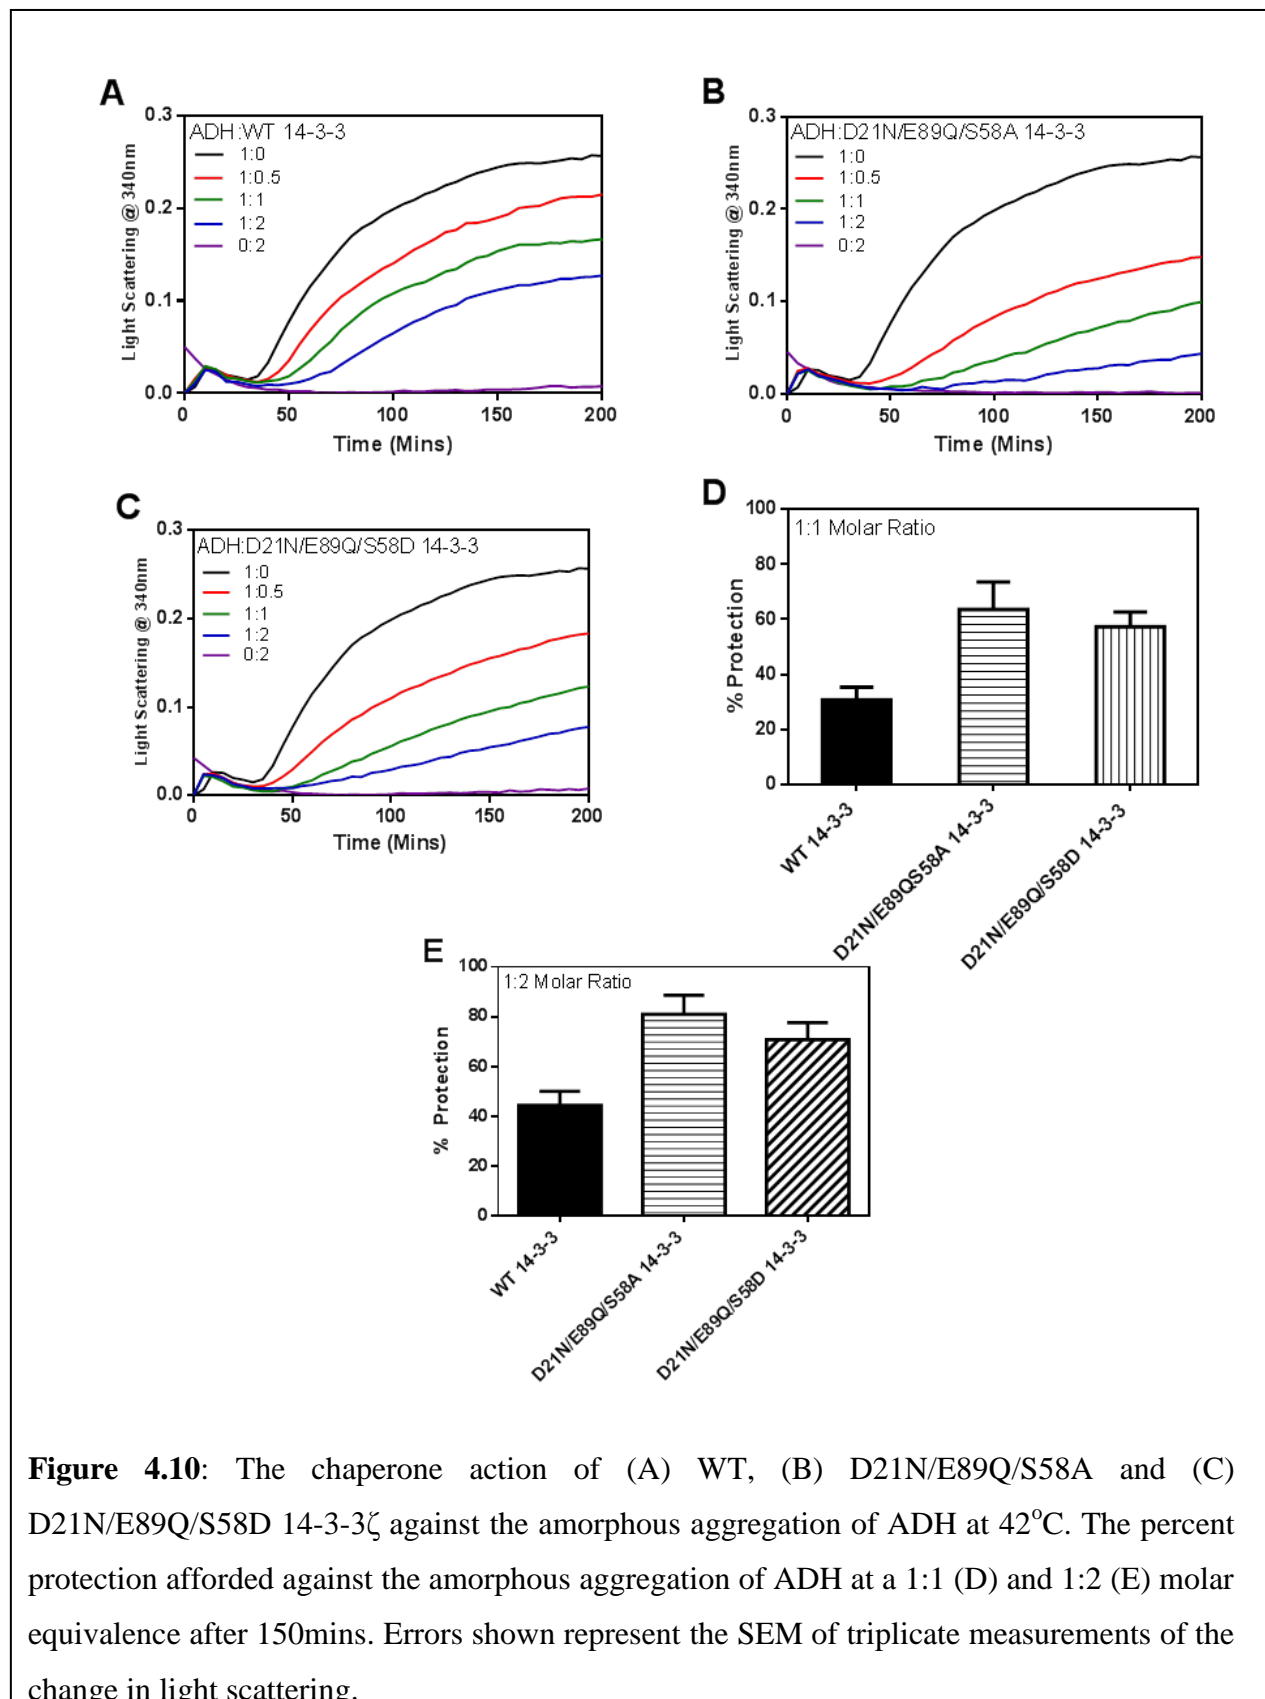 A
0.3
0.2
0.1
0.0
Light Scattering @ 340nm
ADH:WT 14-3-3
1:0
1:0.5
1:1
1:2
0:2
0
50
100
150
200
Time (Mins)
B
0.3
0.2
0.1
0.0
Light Scattering @ 340nm
ADH:D21N/E89Q/S58A 14-3-3
1:0
1:0.5
1:1
1:2
0:2
0
50
100
150
200
Time (Mins)
C
0.3
0.2
0.1
0.0
Light Scattering @ 340nm
ADH:D21N/E89Q/S58D 14-3-3
1:0
1:0.5
1:1
1:2
0:2
0
50
100
150
200
Time (Mins)
D
100
80
60
40
20
0
% Protection
1:1 Molar Ratio
WT 14-3-3
D21N/E89QS58A 14-3-3
D21N/E89Q/S58D 14-3-3
E
100
80
60
40
20
0
% Protection
1:2 Molar Ratio
WT 14-3-3
D21N/E89Q/S58A 14-3-3
D21N/E89Q/S58D 14-3-3
Figure 4.10: The chaperone action of (A) WT, (B) D21N/E89Q/S58A and (C)
D21N/E89Q/S58D 14-3-3ζ against the amorphous aggregation of ADH at 42°C. The percent
protection afforded against the amorphous aggregation of ADH at a 1:1 (D) and 1:2 (E) molar
equivalence after 150mins. Errors shown represent the SEM of triplicate measurements of the
change in light scattering.